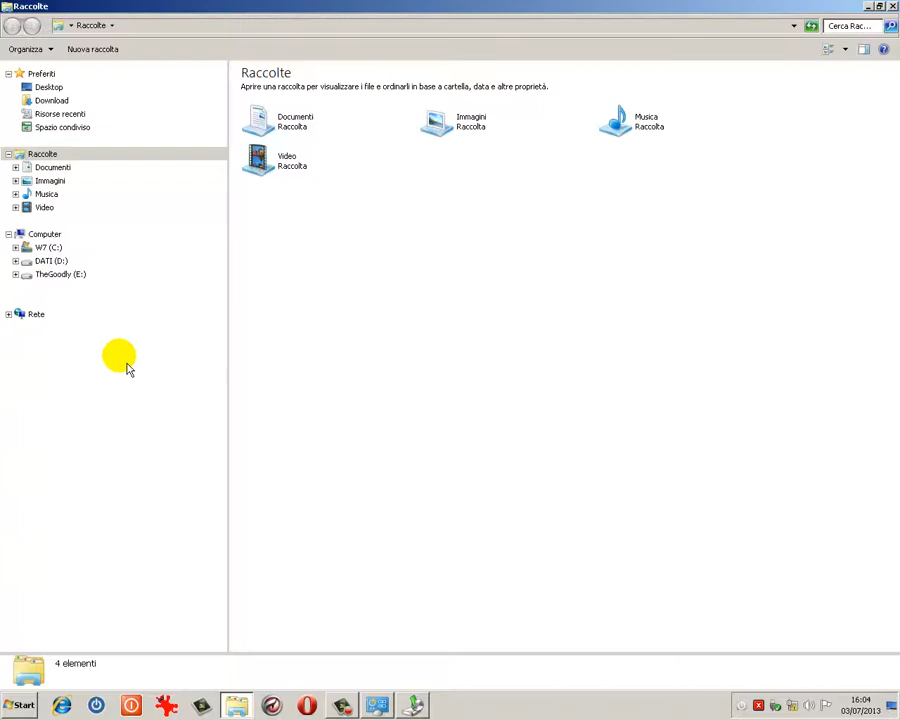 Raccolte
Raccolte
Cerca Rac...
Organizza
Nuova raccolta
Preferiti
Desktop
Download
Risorse recenti
Spazio condiviso
Raccolte
Documenti
Immagini
Musica
Video
Computer
W7 (C:)
DATI (D:)
TheGoodly (E:)
Rete
Raccolte
Aprire una raccolta per visualizzare i file e ordinarli in base a cartella, data e altre proprietà.
Documenti
Raccolta
Immagini
Raccolta
Musica
Raccolta
Video
Raccolta
4 elementi
Start
16:04
03/07/2013